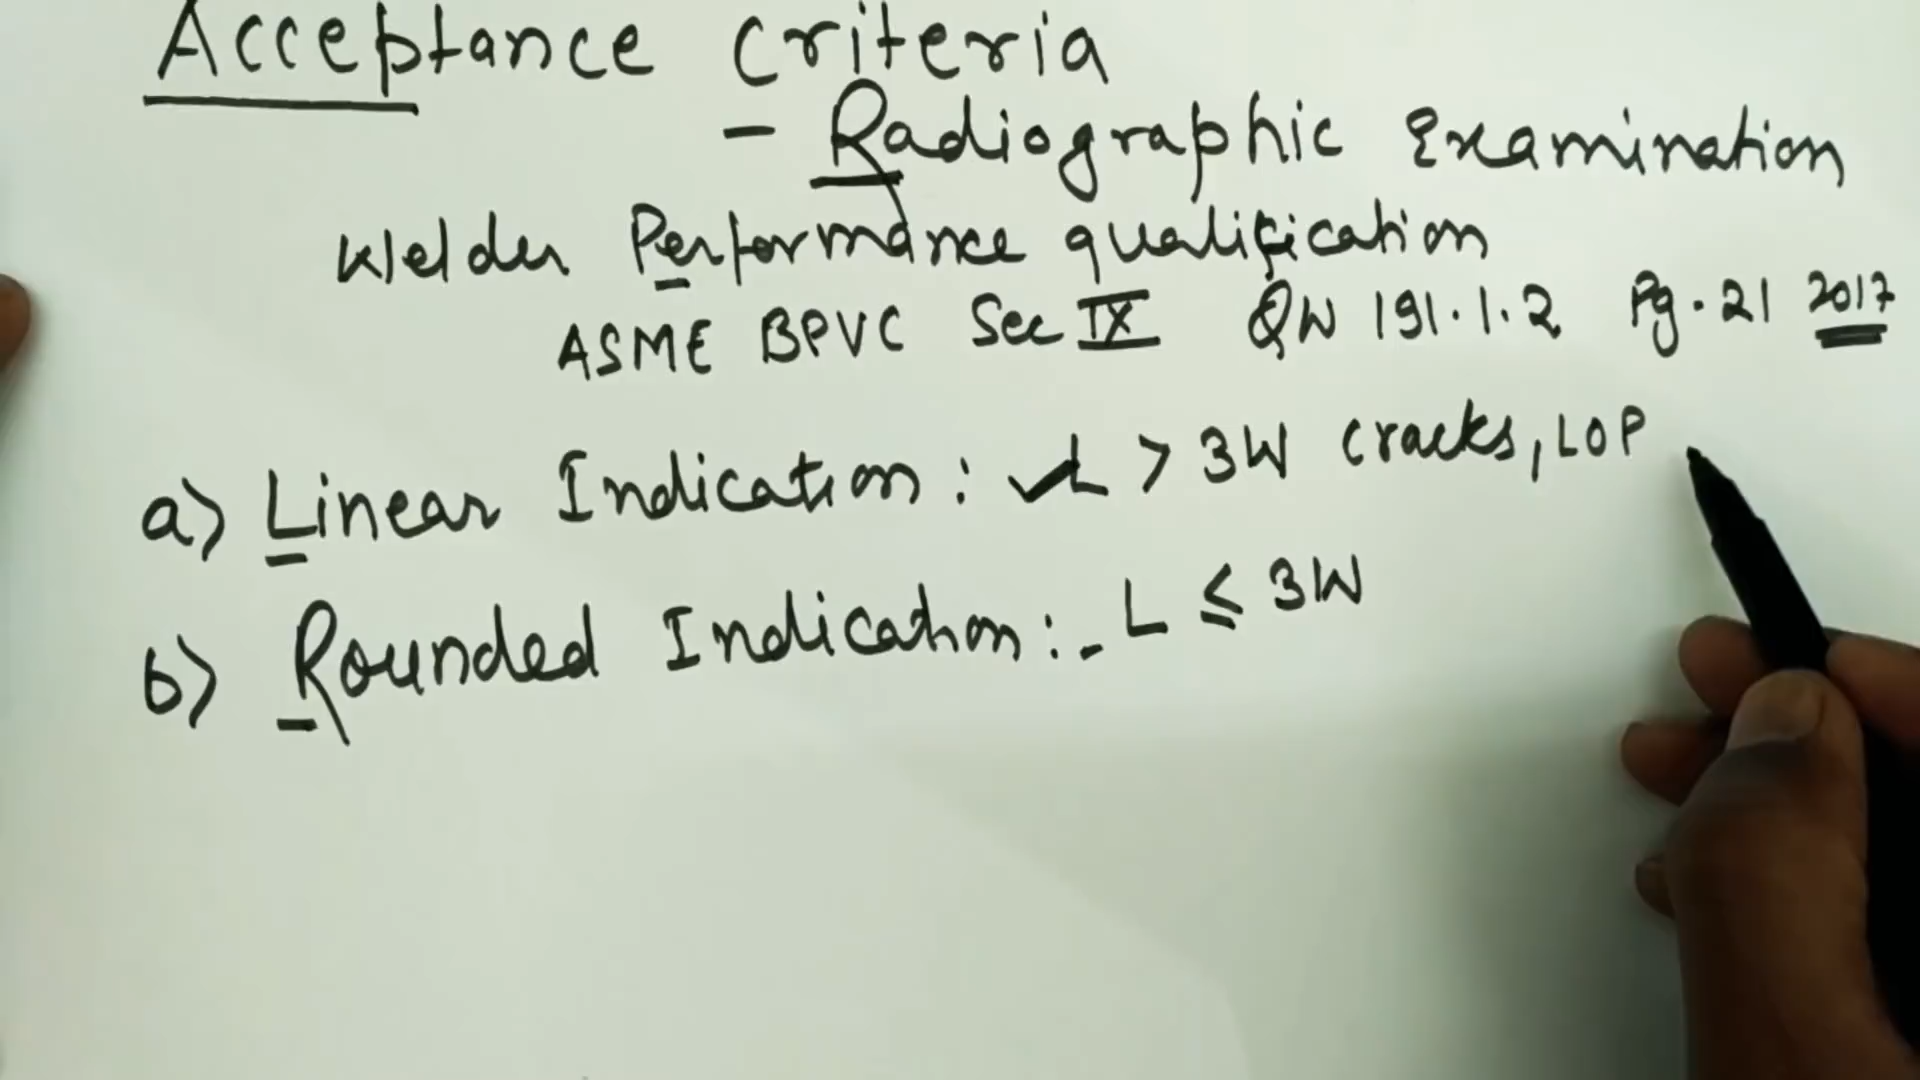 Acceptance Criteria
- Radiographic Examination
Welder Performance qualification
ASME BPVC Sec IX QW 191.1.2 Pg. 21 2017
a) Linear Indication : L > 3W cracks, LOP
b) Rounded Indication :- L ≤ 3W